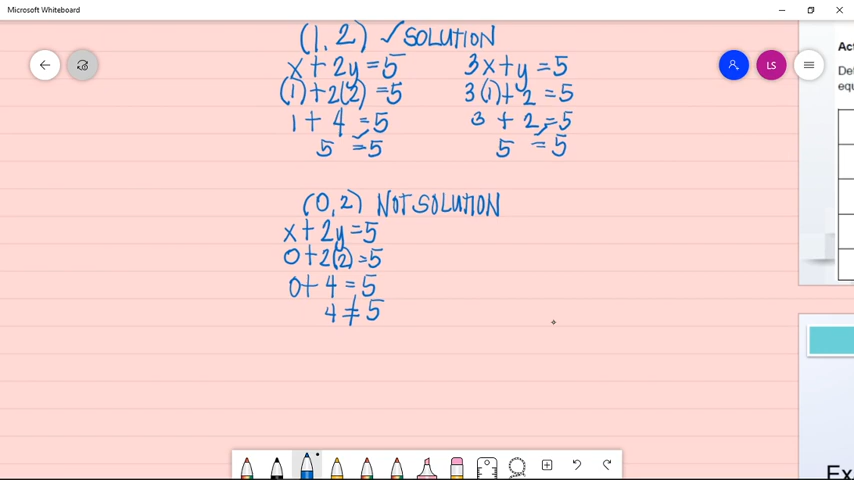 Microsoft Whiteboard
(1, 2) ✓SOLUTION
x + 2y = 5
3x + y = 5
(1) + 2(2) = 5
3(1) + 2 = 5
1 + 4 = 5
3 + 2 = 5
5 = 5
5 = 5
(0, 2) NOT SOLUTION
x + 2y = 5
0 + 2(2) = 5
0 + 4 = 5
4 ≠ 5
LS